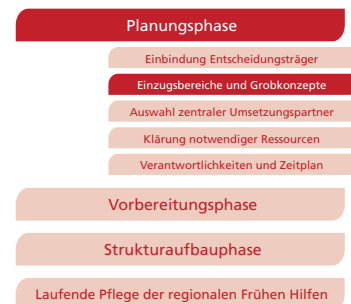 Planungsphase
Einbindung Entscheidungsträger
Einzugsbereiche und Grobkonzepte
Auswahl zentraler Umsetzungspartner
Klärung notwendiger Ressourcen
Verantwortlichkeiten und Zeitplan
Vorbereitungsphase
Strukturaufbauphase
Laufende Pflege der regionalen Frühen Hilfen